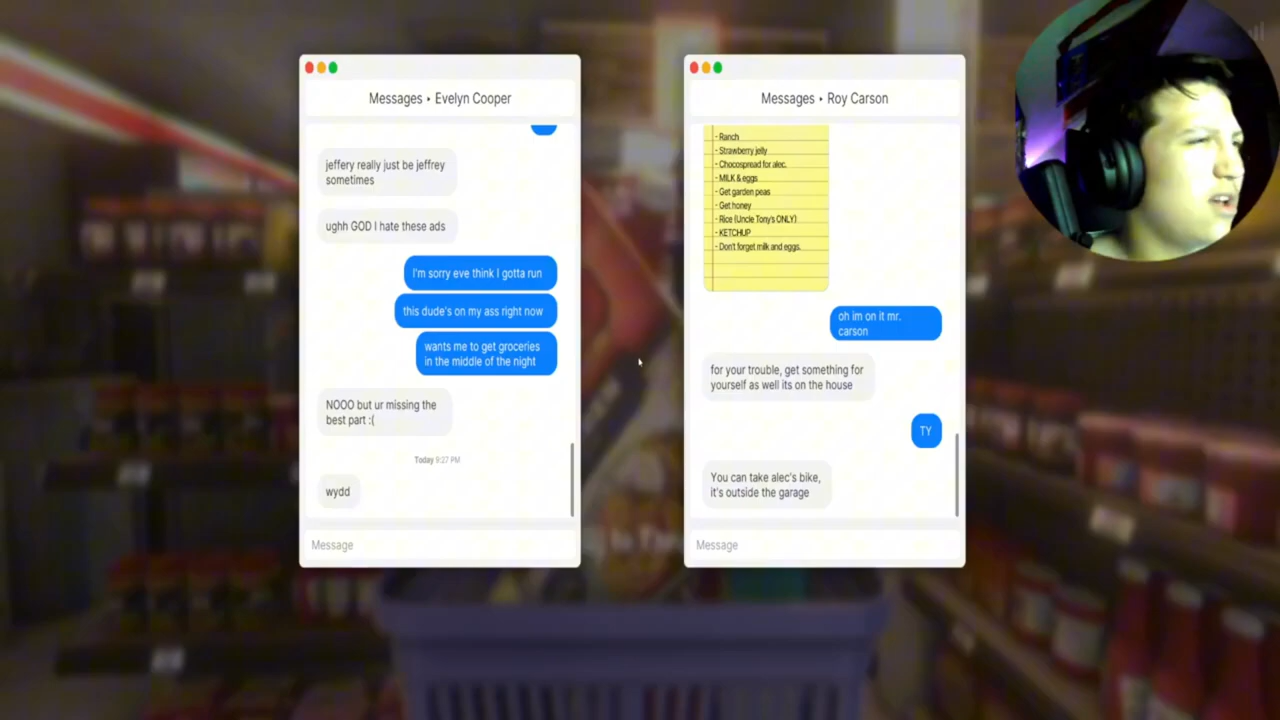 Messages ‣ Evelyn Cooper
jeffery really just be jeffrey
sometimes
ughh GOD I hate these ads
I'm sorry eve think I gotta run
this dude's on my ass right now
wants me to get groceries
in the middle of the night
NOOO but ur missing the
best part :(
Today 9:27 PM
wydd
Message
Messages ‣ Roy Carson
- Ranch
- Strawberry jelly
- Chocospread for alec.
- MILK & eggs
- Get garden peas
- Get honey
- Rice (Uncle Tony's ONLY)
- KETCHUP
- Don't forget milk and eggs.
oh im on it mr.
carson
for your trouble, get something for
yourself as well its on the house
TY
You can take alec's bike,
it's outside the garage
Message